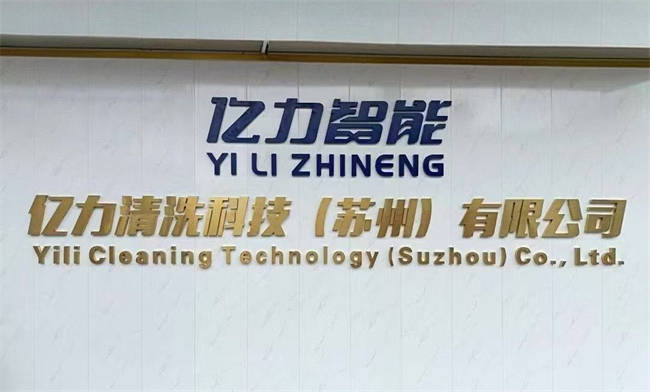 亿力智能
YI LI ZHINENG
亿力清洗科技（苏州）有限公司
Yili Cleaning Technology (Suzhou) Co., Ltd.